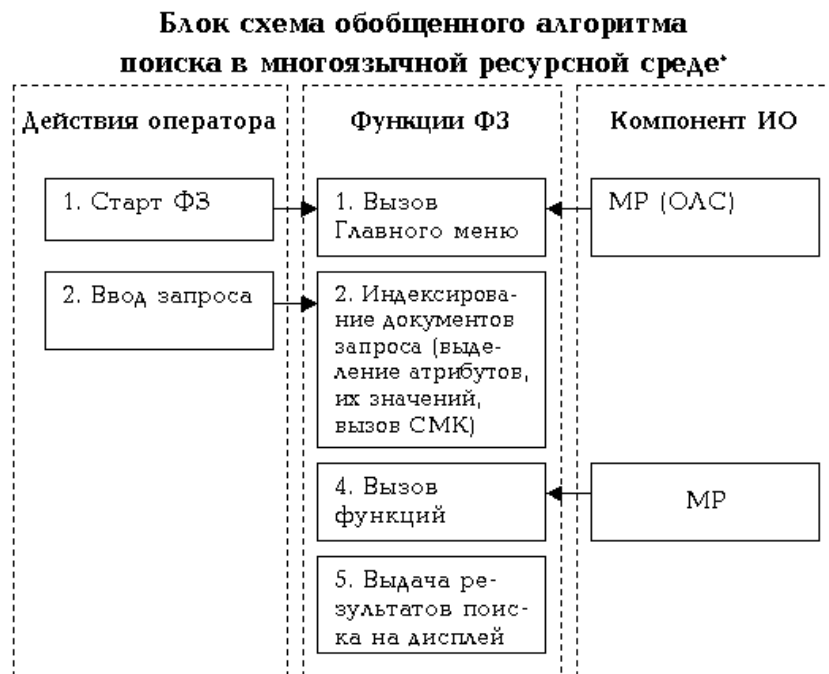 Блок схема обобщенного алгоритма
поиска в многоязычной ресурсной среде*
Действия оператора
Функции ФЗ
Компонент ИО
1. Старт ФЗ
1. Вызов
Главного меню
МР (ОЛС)
2. Ввод запроса
2. Индексирова-
ние документов
запроса (выде-
ление атрибутов,
их значений,
вызов СМК)
4. Вызов
функций
МР
5. Выдача ре-
зультатов поис-
ка на дисплей